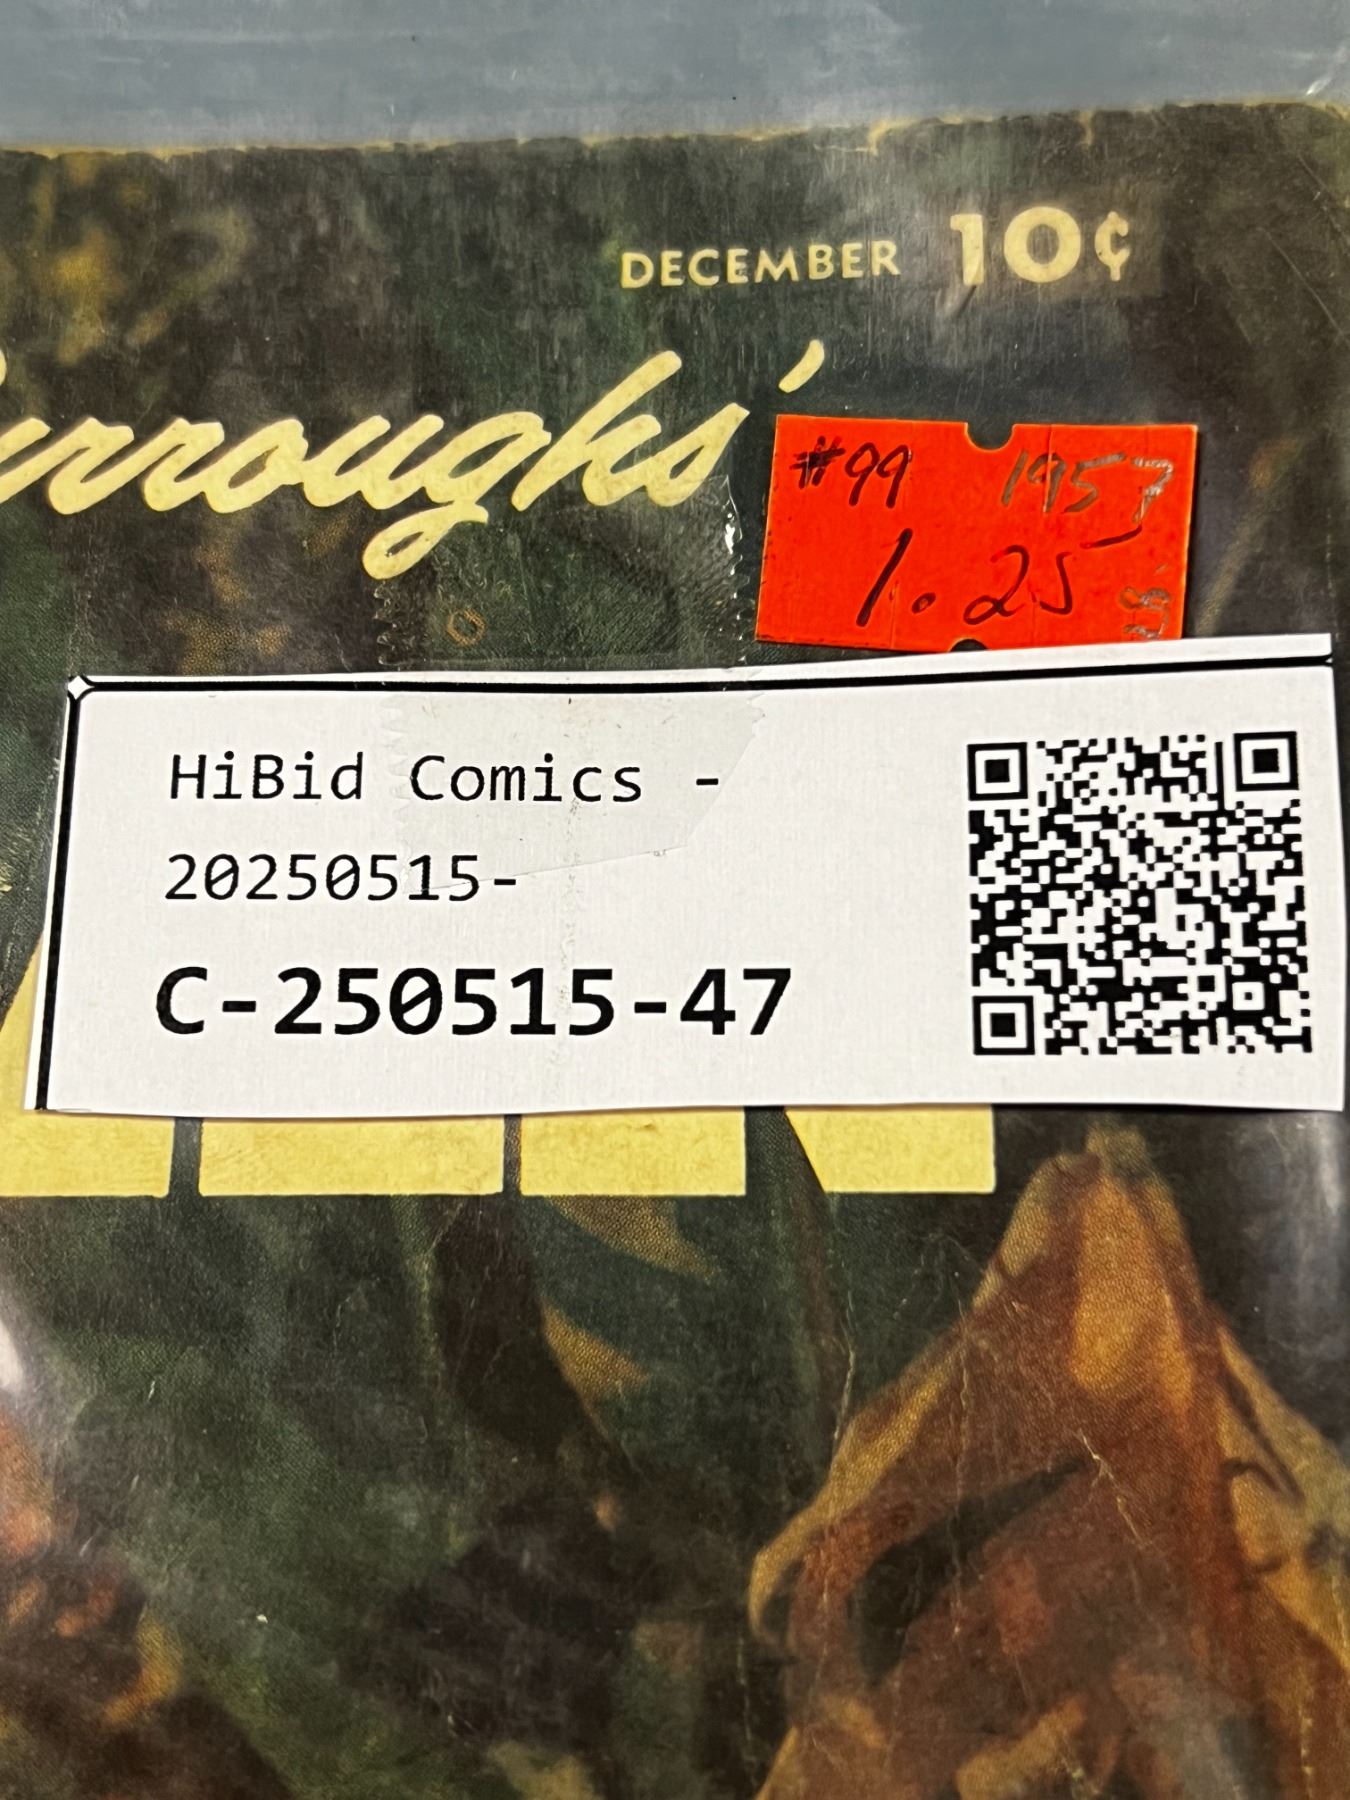 DECEMBER 10¢
urroughs'
#99 1957
1.25
HiBid Comics -
20250515-
C-250515-47